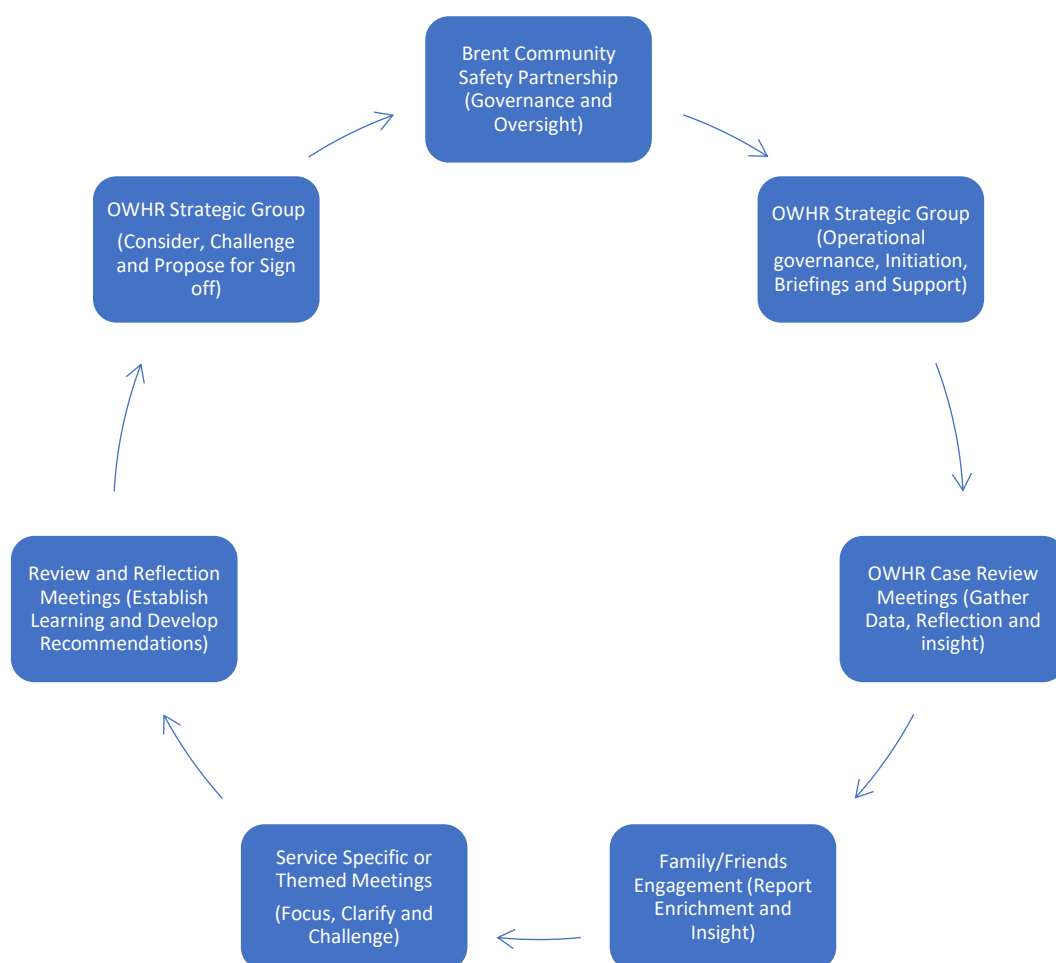 Brent Community
Safety Partnership
(Governance and
Oversight)
OWHR Strategic Group
(Operational
governance, Initiation,
Briefings and Support)
OWHR Case Review
Meetings (Gather
Data, Reflection and
insight)
Family/Friends
Engagement (Report
Enrichment and
Insight)
Service Specific or
Themed Meetings
(Focus, Clarify and
Challenge)
Review and Reflection
Meetings (Establish
Learning and Develop
Recommendations)
OWHR Strategic Group
(Consider, Challenge
and Propose for Sign
off)